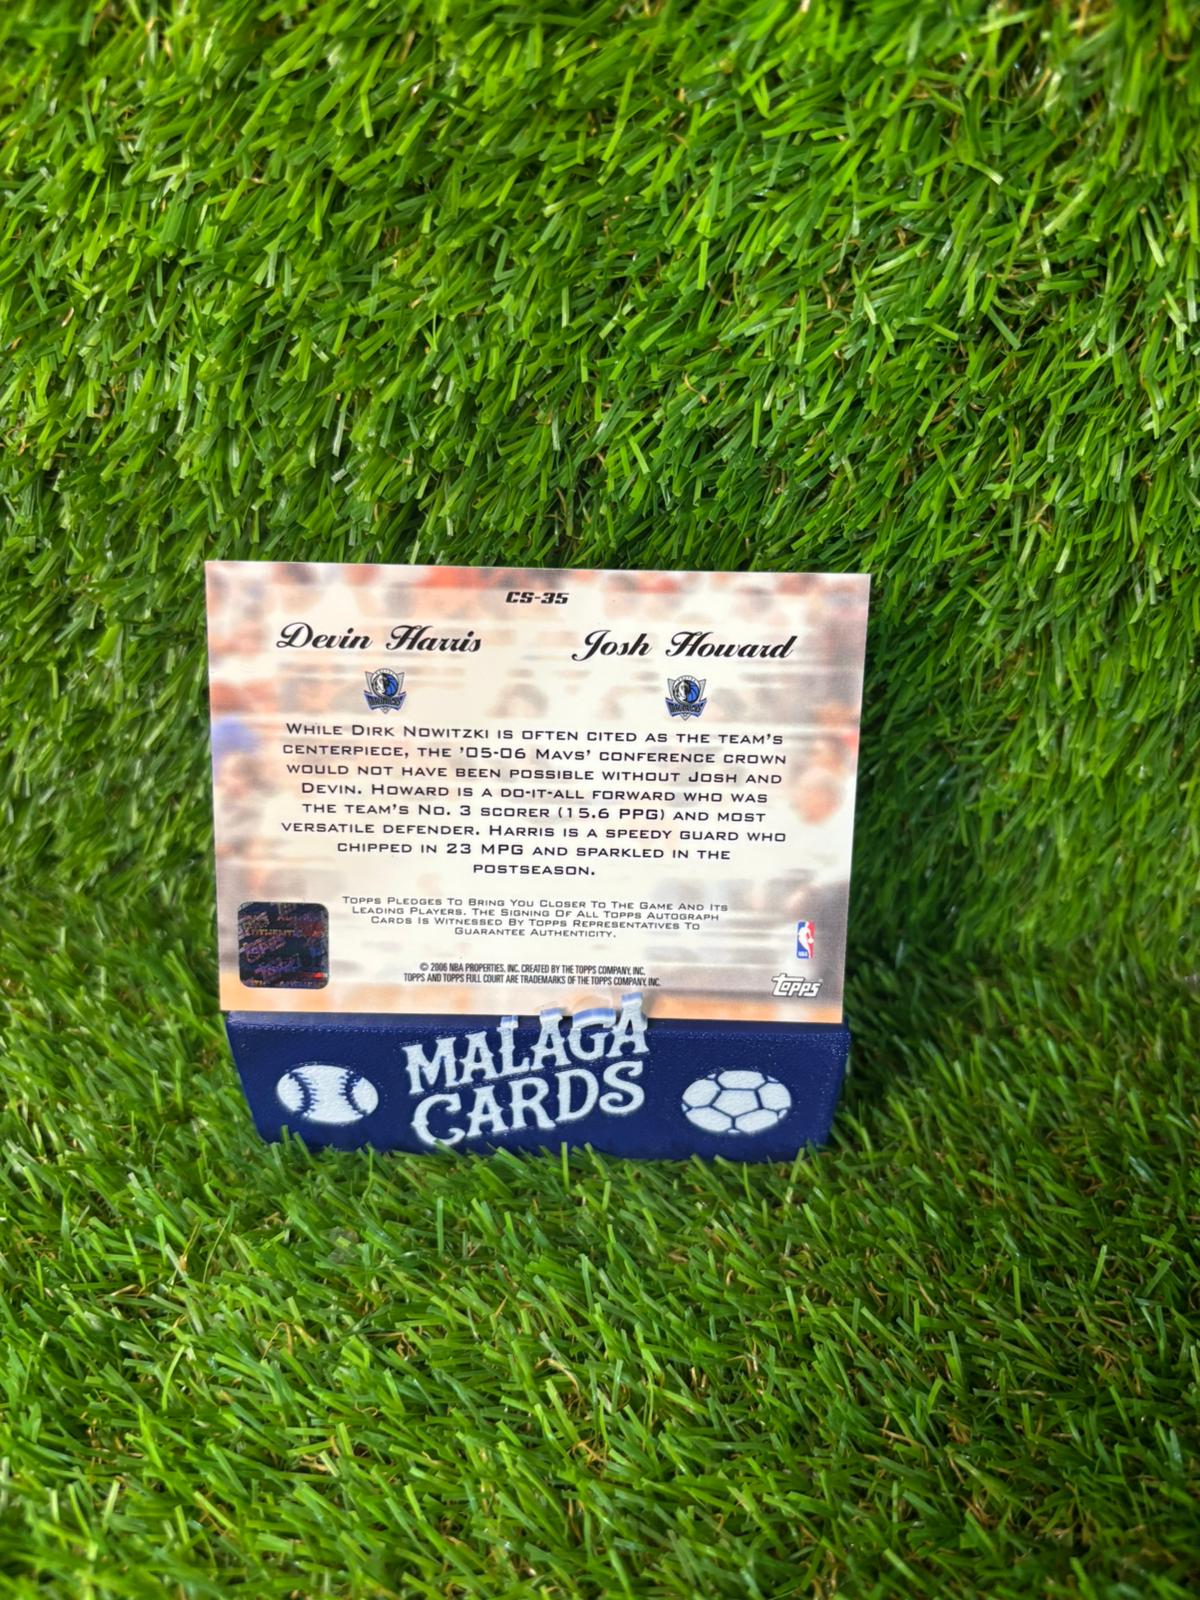 CS-35
Devin Harris Josh Howard
WHILE DIRK NOWITZKI IS OFTEN CITED AS THE TEAM'S
CENTERPIECE, THE '05-06 MAVS' CONFERENCE CROWN
WOULD NOT HAVE BEEN POSSIBLE WITHOUT JOSH AND
DEVIN. HOWARD IS A DO-IT-ALL FORWARD WHO WAS
THE TEAM'S NO. 3 SCORER (15.6 PPG) AND MOST
VERSATILE DEFENDER. HARRIS IS A SPEEDY GUARD WHO
CHIPPED IN 23 MPG AND SPARKLED IN THE
POSTSEASON.
TOPPS PLEDGES TO BRING YOU CLOSER TO THE GAME AND ITS
LEADING PLAYERS. THE SIGNING OF ALL TOPPS AUTOGRAPH
CARDS IS WITNESSED BY TOPPS REPRESENTATIVES TO
GUARANTEE AUTHENTICITY.
© 2006 NBA PROPERTIES, INC. CREATED BY THE TOPPS COMPANY, INC.
TOPPS AND TOPPS FULL COURT ARE TRADEMARKS OF THE TOPPS COMPANY, INC.
NBA
Topps
MALAGA
CARDS